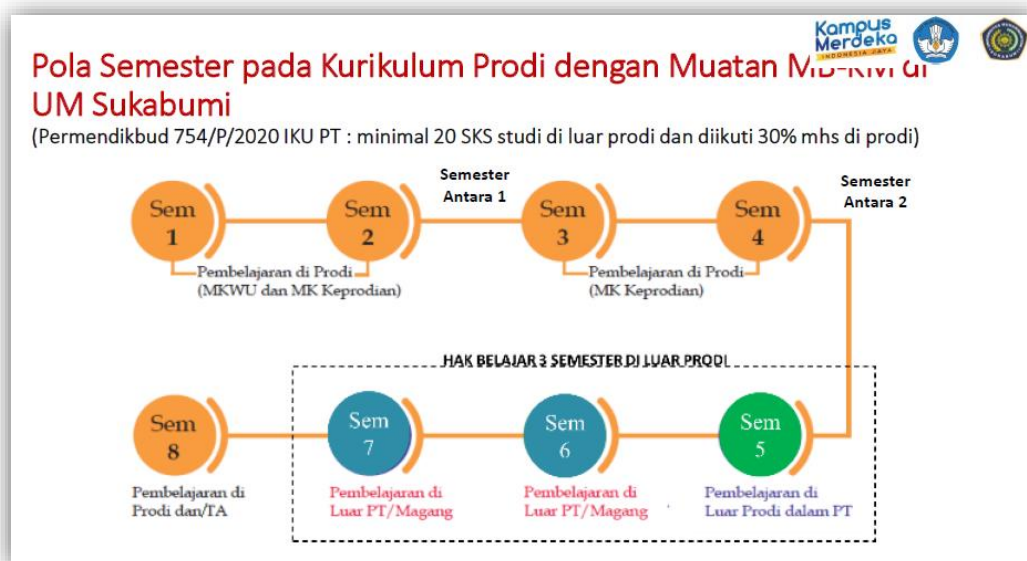 Kampus
Merdeka
INDONESIA JAYA
Pola Semester pada Kurikulum Prodi dengan Muatan MB-KM di
UM Sukabumi
(Permendikbud 754/P/2020 IKU PT : minimal 20 SKS studi di luar prodi dan diikuti 30% mhs di prodi)
Semester
Antara 1
Semester
Antara 2
Sem
1
Sem
2
Sem
3
Sem
4
Pembelajaran di Prodi
(MKWU dan MK Keprodian)
Pembelajaran di Prodi
(MK Keprodian)
HAK BELAJAR 3 SEMESTER DI LUAR PRODI
Sem
8
Sem
7
Sem
6
Sem
5
Pembelajaran di
Prodi dan/TA
Pembelajaran di
Luar PT/Magang
Pembelajaran di
Luar PT/Magang
Pembelajaran di
Luar Prodi dalam PT